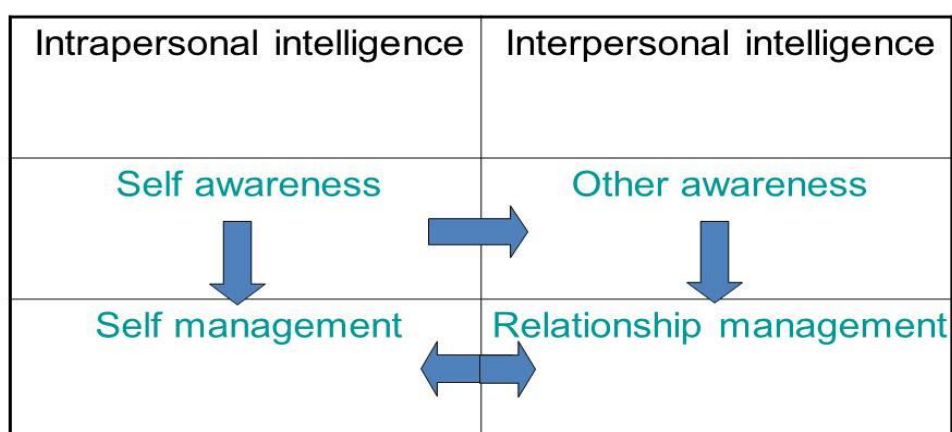 Intrapersonal intelligence
Interpersonal intelligence
Self awareness
Other awareness
Self management
Relationship management